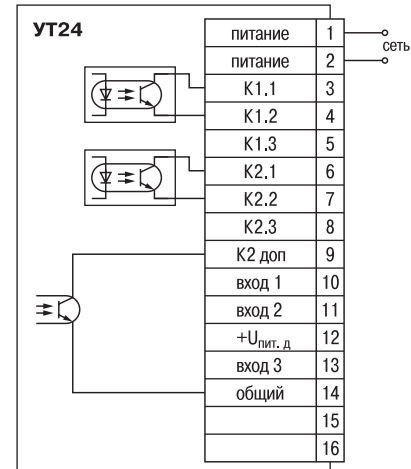 УТ24
питание 1
сеть
питание 2
К1.1 3
К1.2 4
К1.3 5
К2.1 6
К2.2 7
К2.3 8
К2 доп 9
вход 1 10
вход 2 11
+Uпит. д 12
вход 3 13
общий 14
15
16